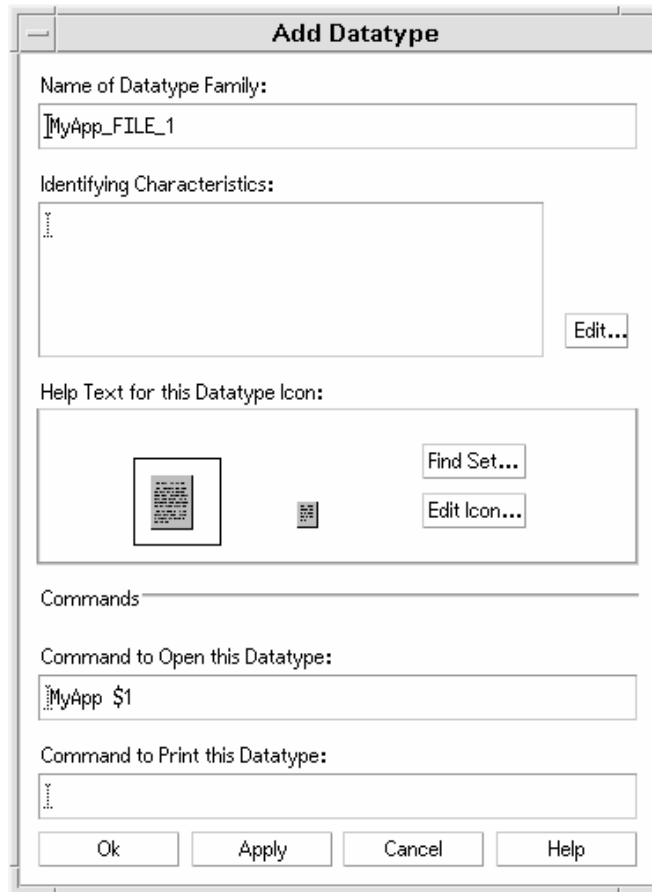 Add Datatype
Name of Datatype Family:
MyApp_FILE_1
Identifying Characteristics:
Edit...
Help Text for this Datatype Icon:
Find Set...
Edit Icon...
Commands
Command to Open this Datatype:
MyApp $1
Command to Print this Datatype:
Ok Apply Cancel Help